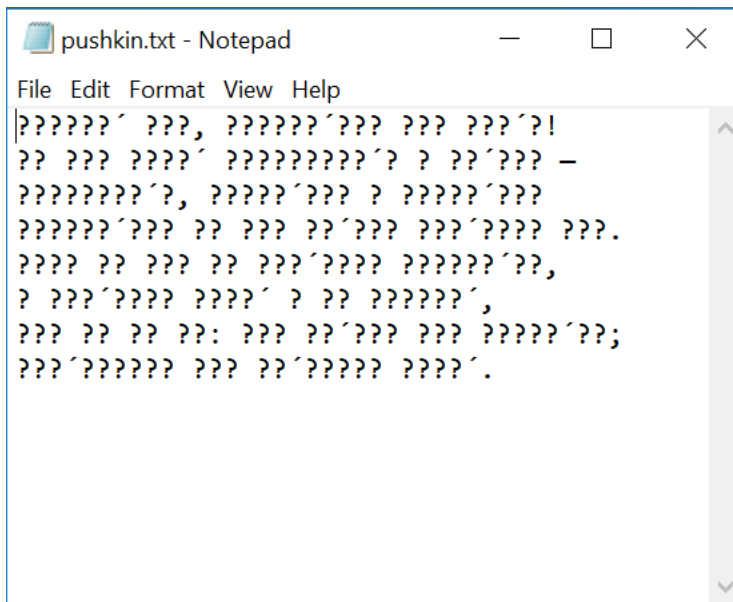 pushkin.txt - Notepad
File Edit Format View Help
??????´ ???, ??????´??? ??? ???´?!
?? ??? ????´ ?????????´? ? ??´??? —
????????´?, ?????´??? ? ?????´???
??????´??? ?? ??? ??´??? ???´???? ???.
???? ?? ??? ?? ???´???? ??????´??,
? ???´???? ????´ ? ?? ??????´,
??? ?? ?? ??: ??? ??´??? ??? ?????´??;
???´?????? ??? ??´????? ????´.